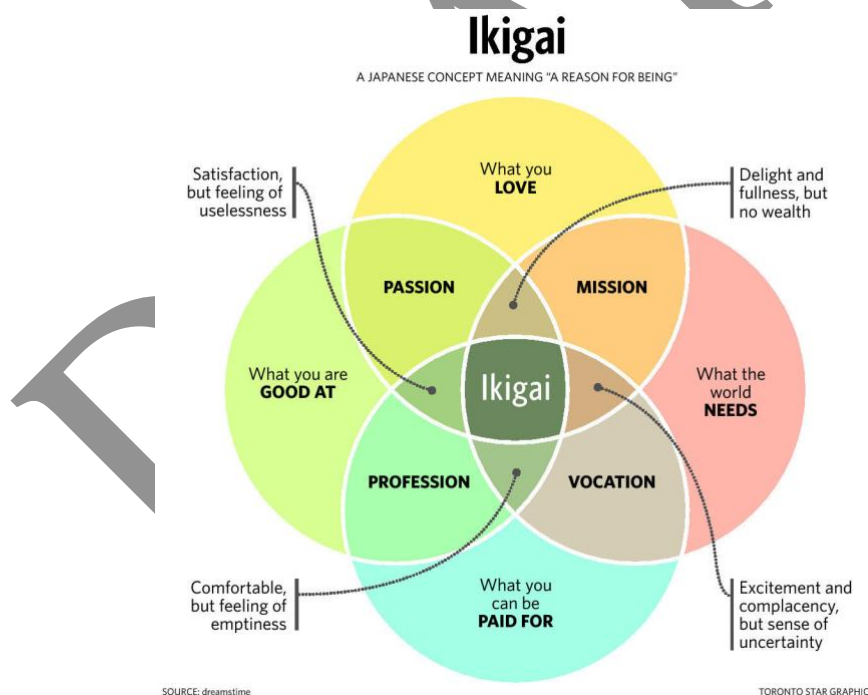 Ikigai
A JAPANESE CONCEPT MEANING “A REASON FOR BEING”
Satisfaction,
but feeling of
uselessness
What you
LOVE
Delight and
fullness, but
no wealth
PASSION
MISSION
What you are
GOOD AT
Ikigai
What the
world
NEEDS
PROFESSION
VOCATION
Comfortable,
but feeling of
emptiness
What you
can be
PAID FOR
Excitement and
complacency,
but sense of
uncertainty
SOURCE: dreamstime
TORONTO STAR GRAPHIC